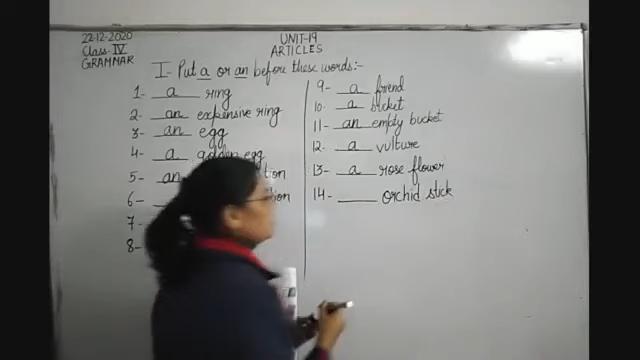 22-12-2020
Class-IV
GRAMMAR
UNIT-19
ARTICLES
I- Put a or an before these words:-
1- a ring
2- an expensive ring
3- an egg
4- a golden egg
5- an
6-
7-
8-
9- a friend
10- a bucket
11- an empty bucket
12- a vulture
13- a rose flower
14- ____ orchid stick